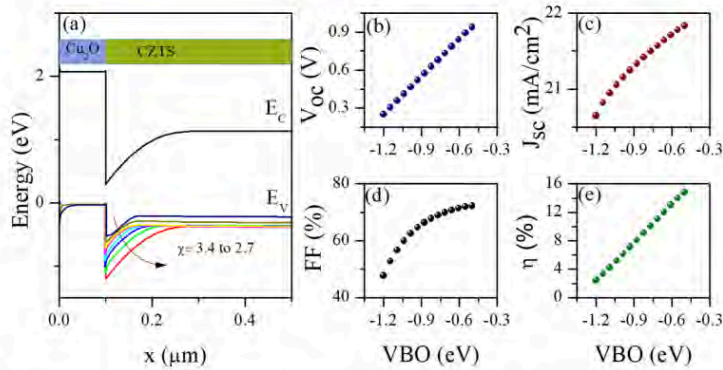 (a)
Cu₂O
CZTS
E_C
E_V
χ= 3.4 to 2.7
Energy (eV)
2
0
0.0
0.2
0.4
x (μm)
(b)
V_OC (V)
0.9
0.6
0.3
-1.2
-0.9
-0.6
-0.3
(c)
J_SC (mA/cm²)
22
21
-1.2
-0.9
-0.6
-0.3
(d)
FF (%)
80
60
40
-1.2
-0.9
-0.6
-0.3
VBO (eV)
(e)
η (%)
16
12
8
4
0
-1.2
-0.9
-0.6
-0.3
VBO (eV)